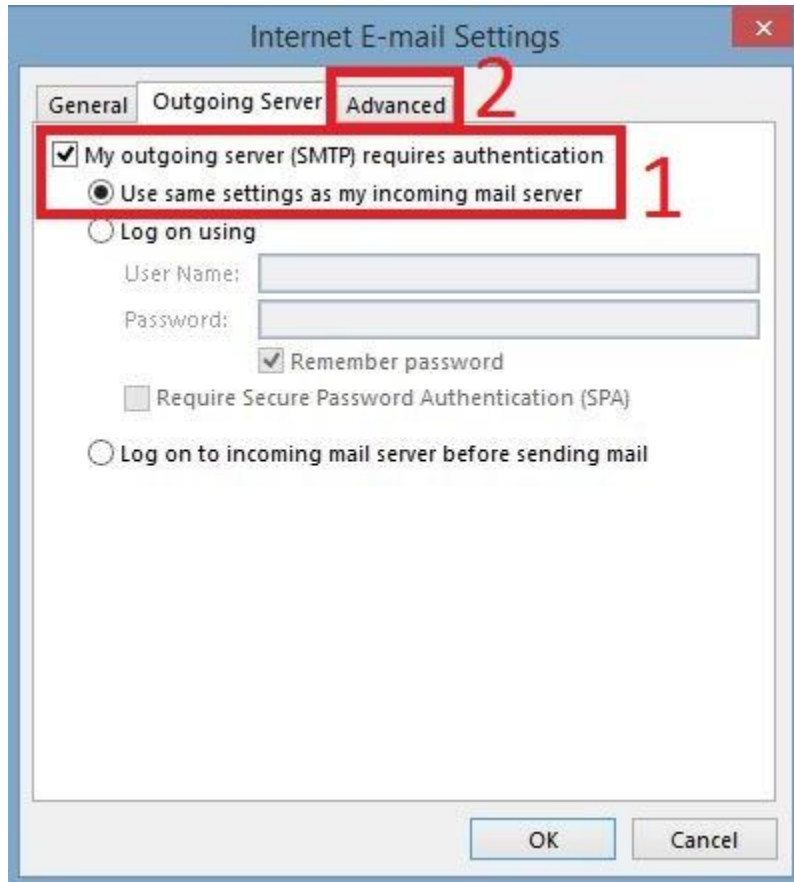 Internet E-mail Settings
General Outgoing Server Advanced 2
My outgoing server (SMTP) requires authentication
Use same settings as my incoming mail server 1
Log on using
User Name:
Password:
Remember password
Require Secure Password Authentication (SPA)
Log on to incoming mail server before sending mail
OK Cancel